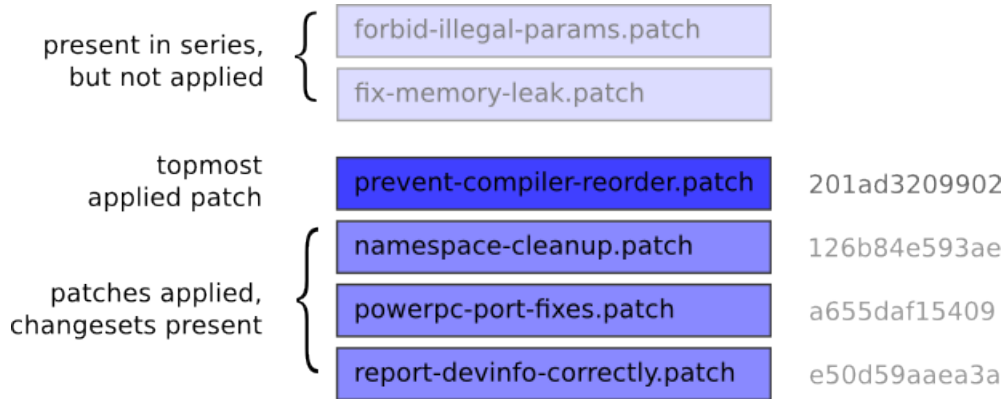 present in series,
but not applied
forbid-illegal-params.patch
fix-memory-leak.patch
topmost
applied patch
prevent-compiler-reorder.patch 201ad3209902
namespace-cleanup.patch 126b84e593ae
patches applied,
changesets present
powerpc-port-fixes.patch a655daf15409
report-devinfo-correctly.patch e50d59aaea3a